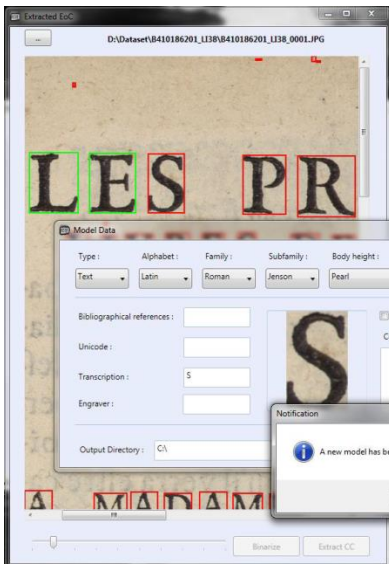 Extracted EoC
... D:\Dataset\B410186201_LI38\B410186201_LI38_0001.JPG
LES PR
Model Data
Type : Alphabet : Family : Subfamily : Body height :
Text Latin Roman Jenson Pearl
Bibliographical references :
Unicode :
Transcription : S
Engraver :
S
Notification
A new model has be
Output Directory : C:\
A MADAM
Binarize Extract CC